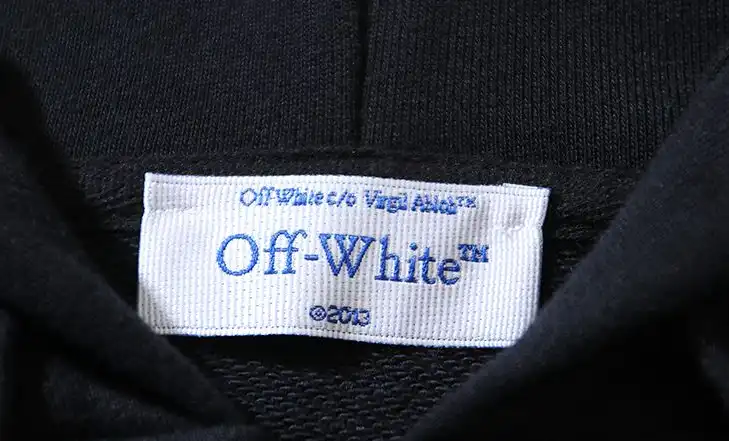 Off-White c/o Virgil Abloh™
Off-White™
©2013